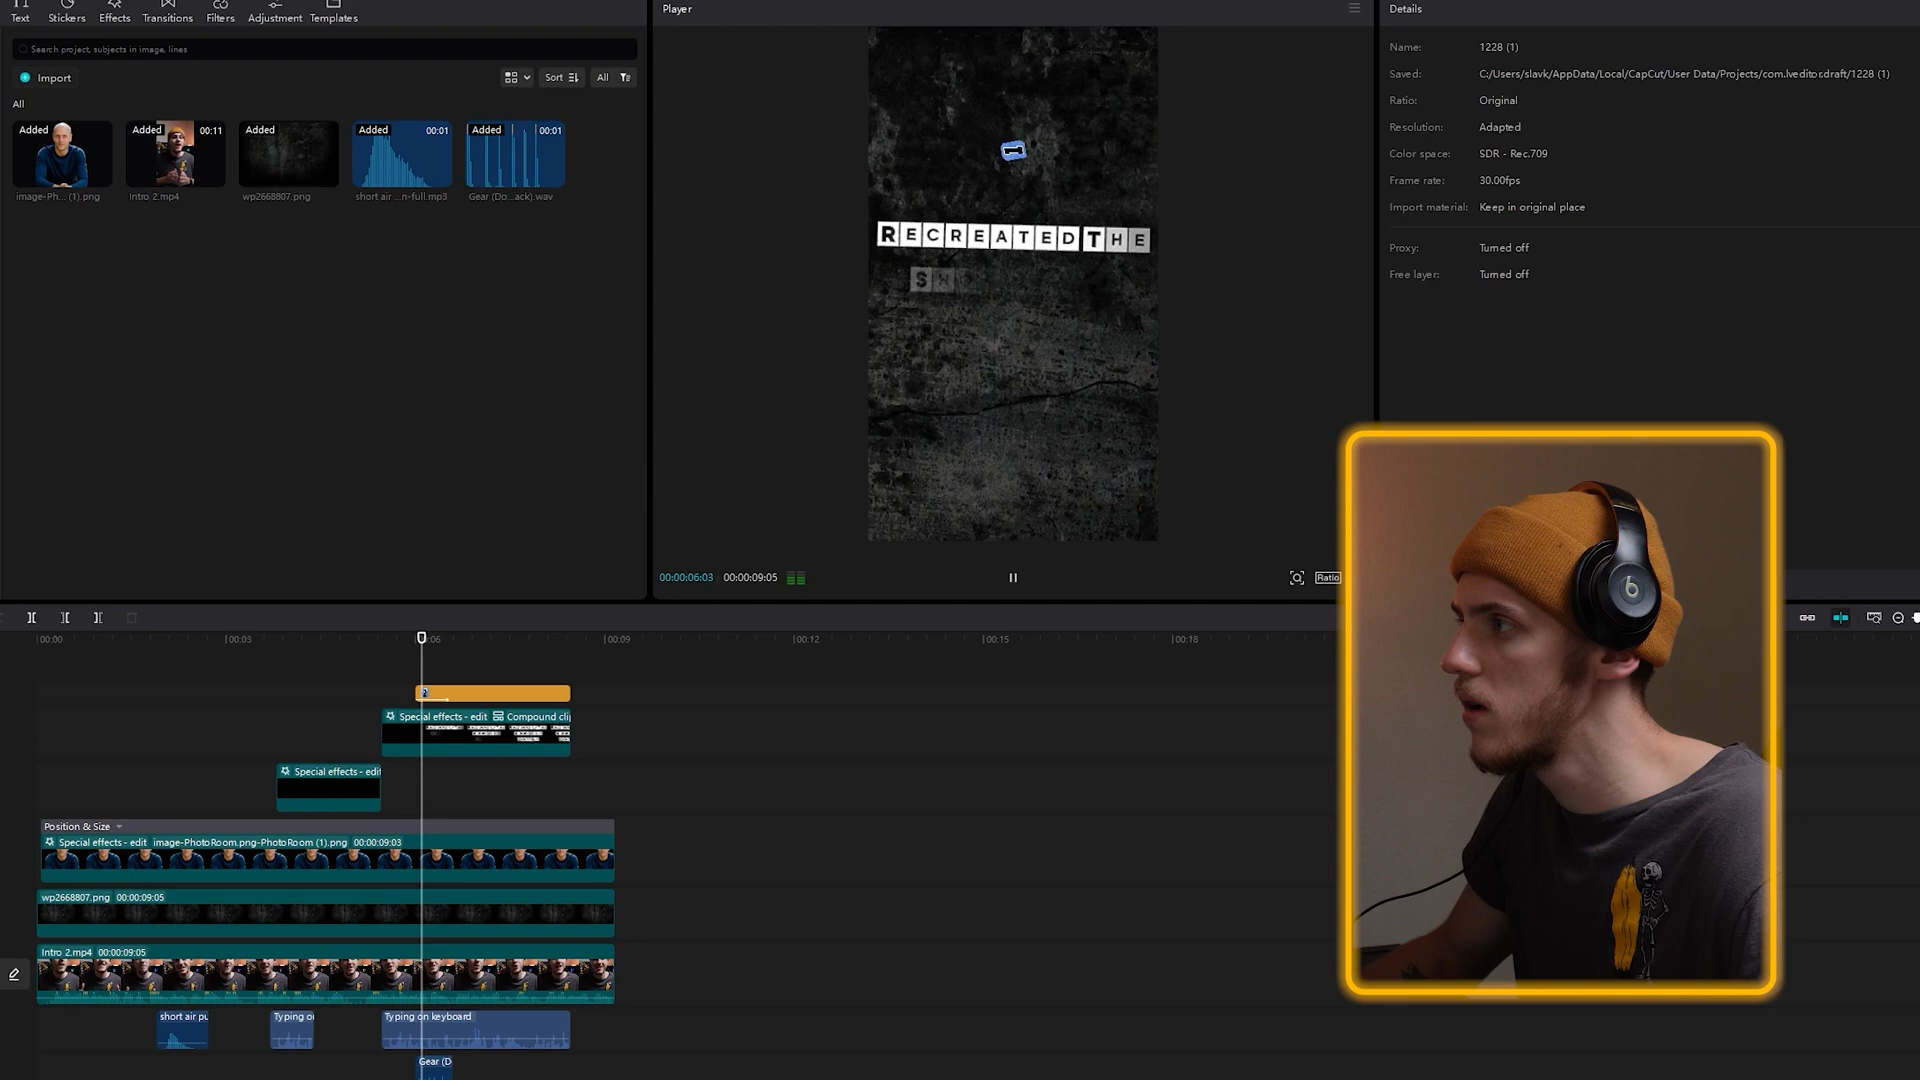 Text Stickers Effects Transitions Filters Adjustment Templates
Search project, subjects in image, lines
Import
Sort
All
All
Added
Added 00:11
Added
Added 00:01
Added 00:01
image-Ph... (1).png
Intro 2.mp4
wp2668807.png
short air ...n-full.mp3
Gear (Do...ack).wav
Player
RECREATED THE
00:00:06:03 00:00:09:05
Ratio
Details
Name: 1228 (1)
Saved: C:/Users/slavk/AppData/Local/CapCut/User Data/Projects/com.lveditor.draft/1228 (1)
Ratio: Original
Resolution: Adapted
Color space: SDR - Rec.709
Frame rate: 30.00fps
Import material: Keep in original place
Proxy: Turned off
Free layer: Turned off
00:00
00:03
:06
00:09
00:12
00:15
00:18
Special effects - edit Compound cli
Special effects - edit
Position & Size
Special effects - edit image-PhotoRoom.png-PhotoRoom (1).png 00:00:09:03
wp2668807.png 00:00:09:05
Intro 2.mp4 00:00:09:05
short air pu
Typing o
Typing on keyboard
Gear (D